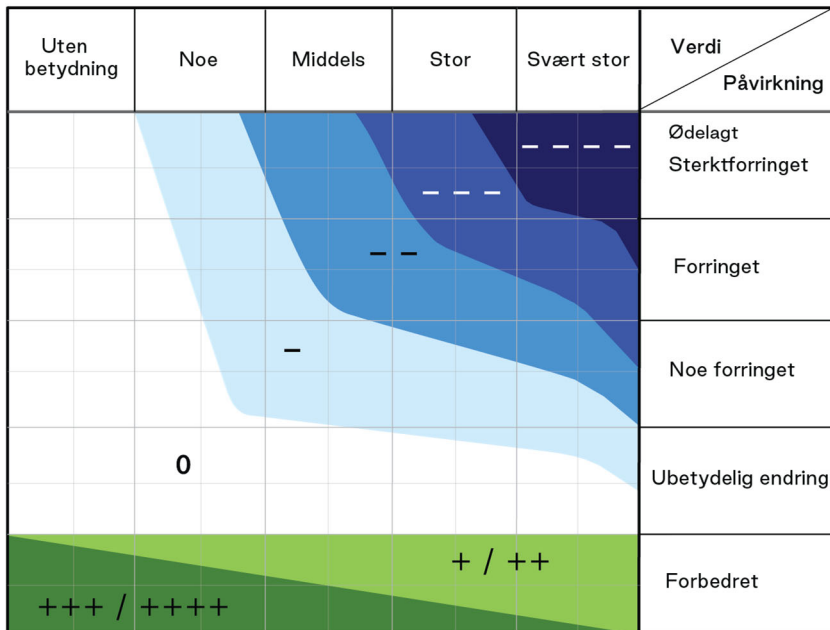 Uten
betydning
Noe
Middels
Stor
Svært stor
Verdi
Påvirkning
Ødelagt
Sterktforringet
– – – –
– – –
Forringet
– –
Noe forringet
–
Ubetydelig endring
0
Forbedret
+ / ++
+++ / ++++